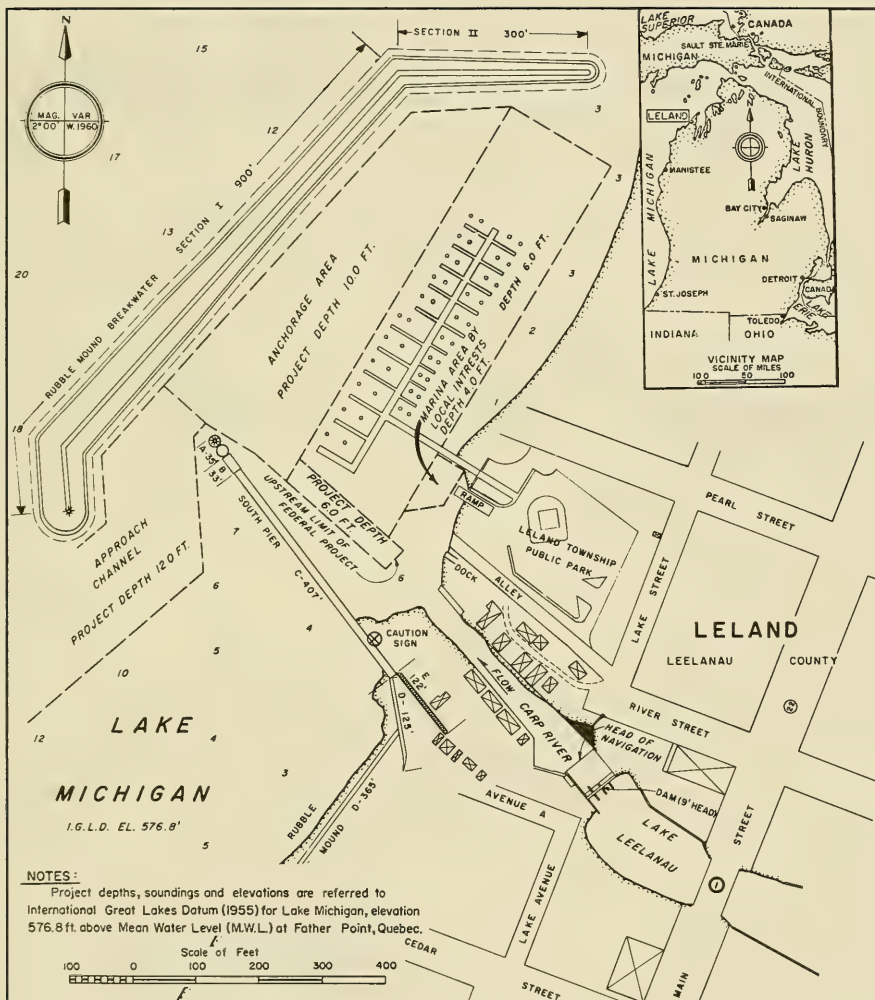 N
MAG. VAR
2°00' W. 1960
SECTION II 300'
15
12
17
13
20
18
3
3
3
2
1
SECTION I 900'
RUBBLE MOUND BREAKWATER
ANCHORAGE AREA
PROJECT DEPTH 10.0 FT.
DEPTH 6.0 FT.
MARINA AREA BY
LOCAL INTRESTS
DEPTH 4.0 FT.
PROJECT DEPTH
6.0 FT.
UPSTREAM LIMIT OF
FEDERAL PROJECT
A-35'
B
33'
SOUTH PIER
C-407'
APPROACH
CHANNEL
PROJECT DEPTH 12.0 FT.
7
6
6
5
4
10
12
4
3
5
RAMP
LELAND TOWNSHIP
PUBLIC PARK
DOCK
ALLEY
LAKE STREET
PEARL STREET
LELAND
LEELANAU COUNTY
22
CAUTION
SIGN
E
122'
D-125'
D-365'
RUBBLE
MOUND
FLOW
CARP RIVER
RIVER STREET
HEAD OF
NAVIGATION
DAM (9' HEAD)
LAKE
LEELANAU
AVENUE A
LAKE AVENUE
CEDAR
STREET
MAIN
STREET
1
LAKE
MICHIGAN
I.G.L.D. EL. 576.8'
LAKE
SUPERIOR
CANADA
SAULT STE. MARIE
MICHIGAN
INTERNATIONAL
BOUNDARY
LELAND
N
LAKE
HURON
MANISTEE
LAKE MICHIGAN
BAY CITY
SAGINAW
MICHIGAN
DETROIT
CANADA
ST. JOSEPH
LAKE
ERIE
TOLEDO
INDIANA
OHIO
VICINITY MAP
SCALE OF MILES
100 50 100
NOTES:
Project depths, soundings and elevations are referred to
International Great Lakes Datum (1955) for Lake Michigan, elevation
576.8 ft. above Mean Water Level (M.W.L.) at Father Point, Quebec.
Scale of Feet
100 0 100 200 300 400